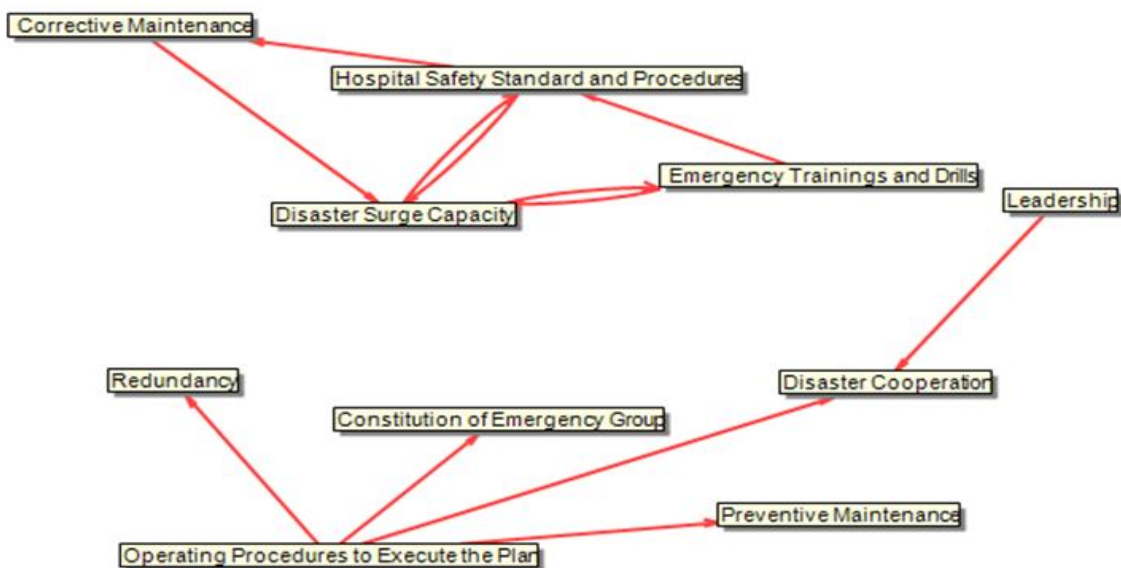 Corrective Maintenance
Hospital Safety Standard and Procedures
Emergency Trainings and Drills
Leadership
Disaster Surge Capacity
Redundancy
Disaster Cooperation
Constitution of Emergency Group
Preventive Maintenance
Operating Procedures to Execute the Plan